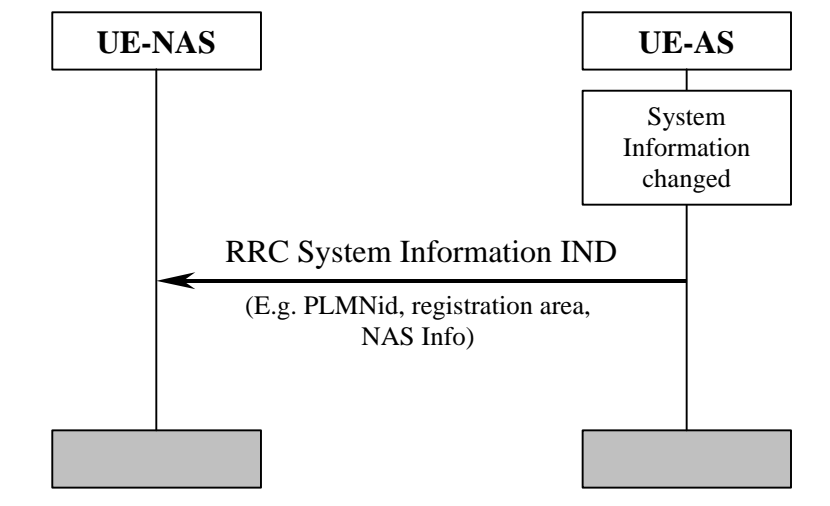 UE-NAS
UE-AS
System
Information
changed
RRC System Information IND
(E.g. PLMNid, registration area,
NAS Info)